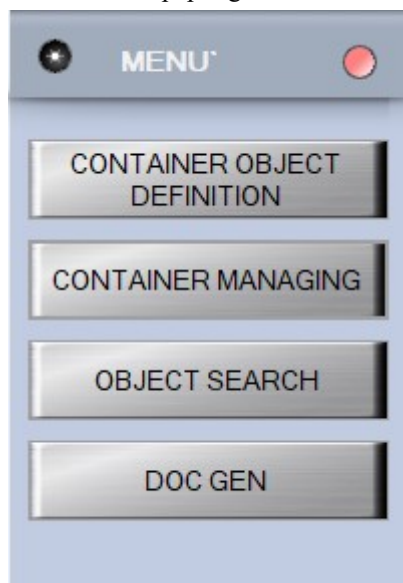 MENU`
CONTAINER OBJECT
DEFINITION
CONTAINER MANAGING
OBJECT SEARCH
DOC GEN